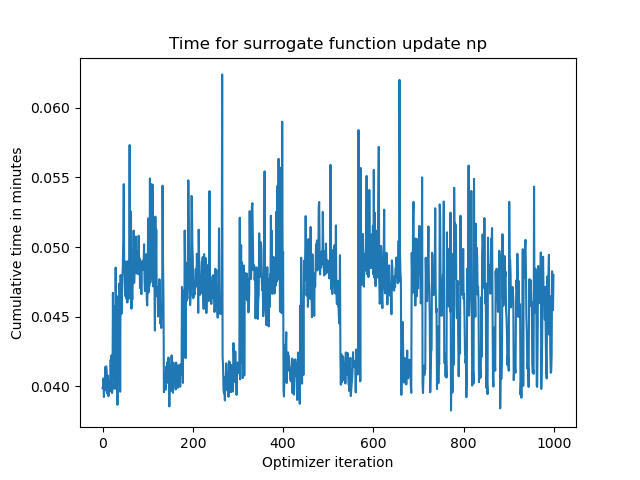 Time for surrogate function update np
Cumulative time in minutes
0.060
0.055
0.050
0.045
0.040
0 200 400 600 800 1000
Optimizer iteration